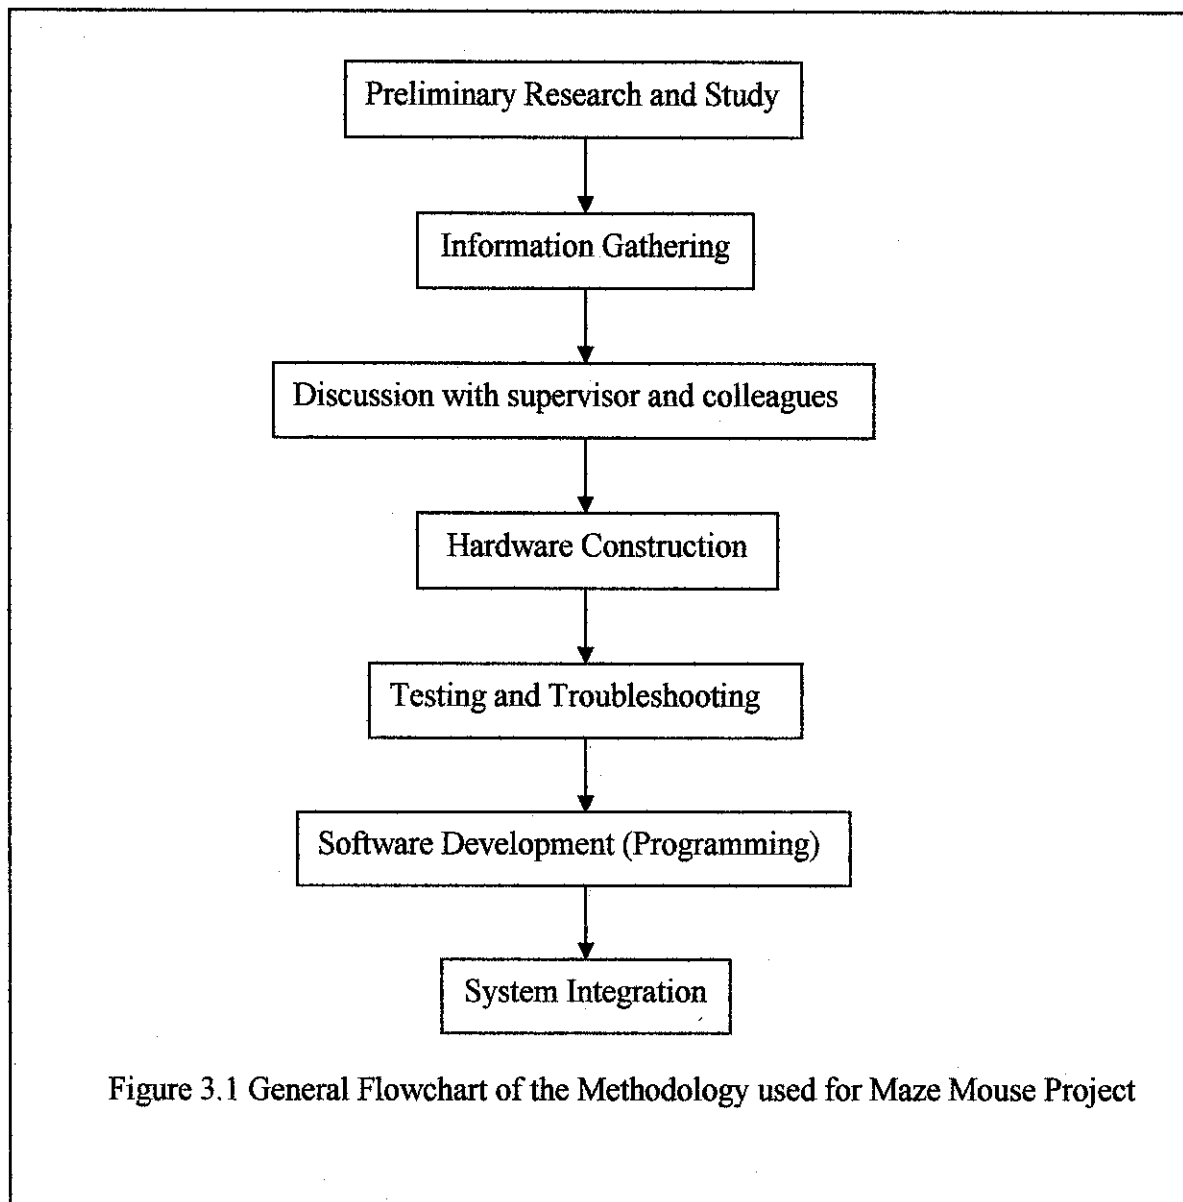 Preliminary Research and Study
Information Gathering
Discussion with supervisor and colleagues
Hardware Construction
Testing and Troubleshooting
Software Development (Programming)
System Integration
Figure 3.1 General Flowchart of the Methodology used for Maze Mouse Project